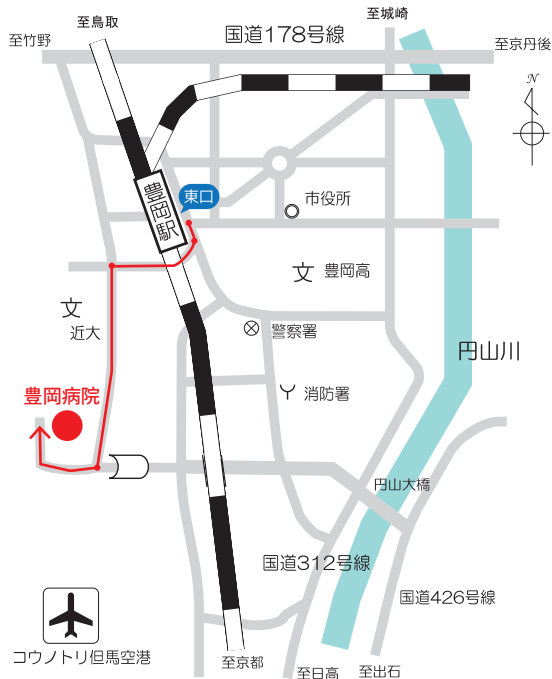 至鳥取
至城崎
至竹野
国道178号線
至京丹後
N
豊岡駅
東口
市役所
文
豊岡高
文
近大
警察署
円山川
豊岡病院
消防署
円山大橋
国道312号線
国道426号線
コウノトリ但馬空港
至京都
至日高
至出石